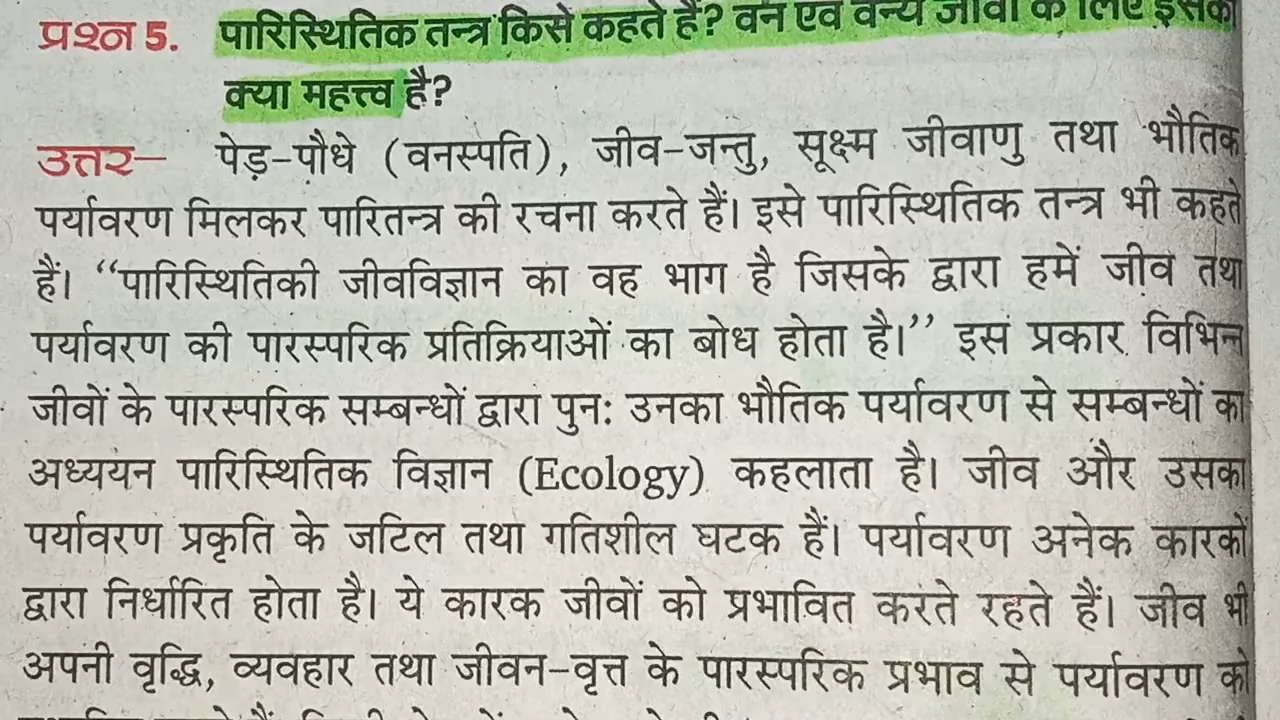 प्रश्न 5. पारिस्थितिक तन्त्र किसे कहते हैं? वन एवं वन्य जीवों के लिए इसका
क्या महत्त्व है?
उत्तर– पेड़-पौधे (वनस्पति), जीव-जन्तु, सूक्ष्म जीवाणु तथा भौतिक
पर्यावरण मिलकर पारितन्त्र की रचना करते हैं। इसे पारिस्थितिक तन्त्र भी कहते
हैं। “पारिस्थितिकी जीवविज्ञान का वह भाग है जिसके द्वारा हमें जीव तथा
पर्यावरण की पारस्परिक प्रतिक्रियाओं का बोध होता है।” इस प्रकार विभिन्न
जीवों के पारस्परिक सम्बन्धों द्वारा पुनः उनका भौतिक पर्यावरण से सम्बन्धों का
अध्ययन पारिस्थितिक विज्ञान (Ecology) कहलाता है। जीव और उसका
पर्यावरण प्रकृति के जटिल तथा गतिशील घटक हैं। पर्यावरण अनेक कारकों
द्वारा निर्धारित होता है। ये कारक जीवों को प्रभावित करते रहते हैं। जीव भी
अपनी वृद्धि, व्यवहार तथा जीवन-वृत्त के पारस्परिक प्रभाव से पर्यावरण को